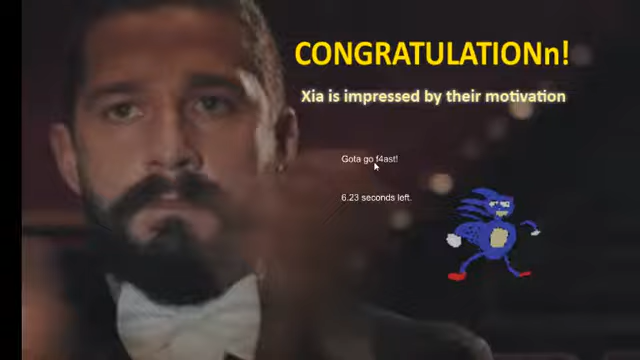 CONGRATULATIONn!
Xia is impressed by their motivation
Gota go f4ast!
6.23 seconds left.